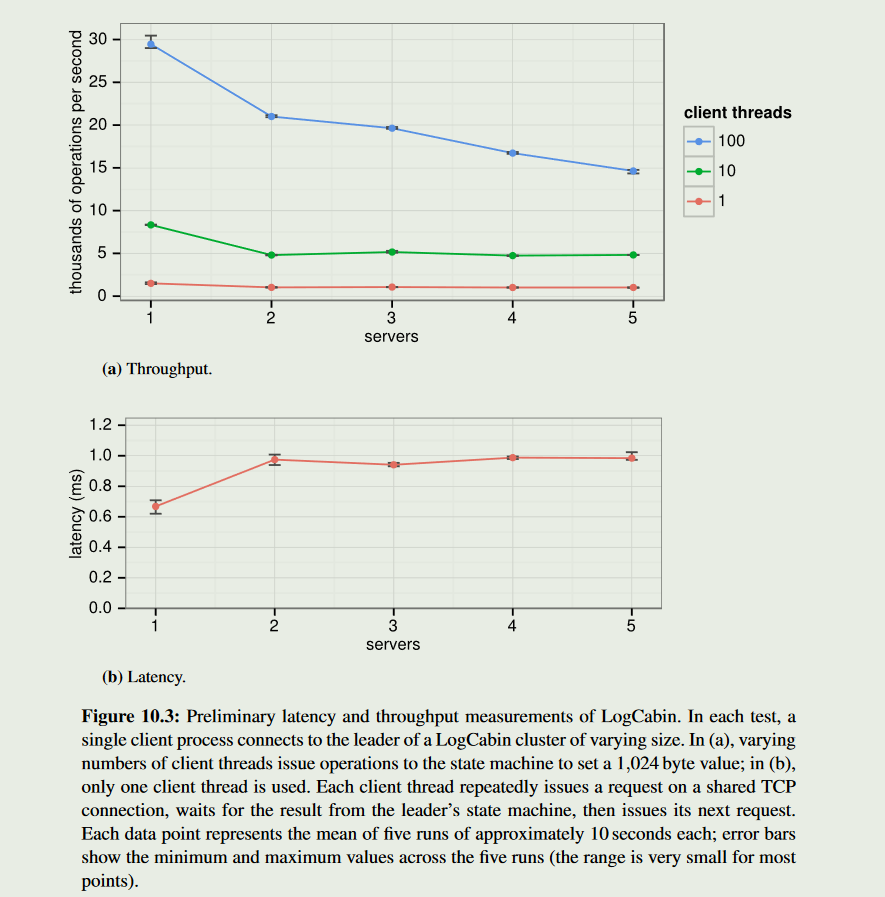 thousands of operations per second
30
25
20
15
10
5
0
1 2 3 4 5
servers
client threads
100
10
1
(a) Throughput.
latency (ms)
1.2
1.0
0.8
0.6
0.4
0.2
0.0
1 2 3 4 5
servers
(b) Latency.
Figure 10.3: Preliminary latency and throughput measurements of LogCabin. In each test, a
single client process connects to the leader of a LogCabin cluster of varying size. In (a), varying
numbers of client threads issue operations to the state machine to set a 1,024 byte value; in (b),
only one client thread is used. Each client thread repeatedly issues a request on a shared TCP
connection, waits for the result from the leader’s state machine, then issues its next request.
Each data point represents the mean of five runs of approximately 10 seconds each; error bars
show the minimum and maximum values across the five runs (the range is very small for most
points).